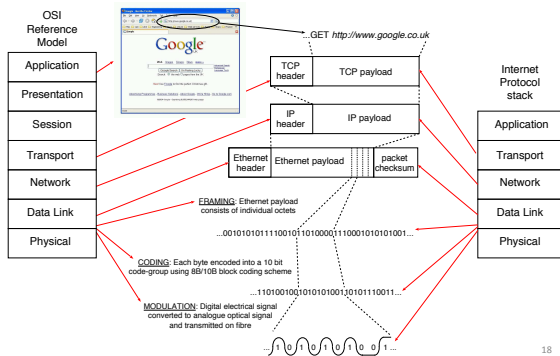 OSI
Reference
Model
Application
Presentation
Session
Transport
Network
Data Link
Physical
Google
...GET http://www.google.co.uk
TCP
header
TCP payload
IP
header
IP payload
Ethernet
header
Ethernet payload
packet
checksum
FRAMING: Ethernet payload
consists of individual octets
...001010101111001011010000111000101010 1001...
CODING: Each byte encoded into a 10 bit
code-group using 8B/10B block coding scheme
...110100100101010100110101110011...
MODULATION: Digital electrical signal
converted to analogue optical signal
and transmitted on fibre
... 1 0 1 0 1 0 0 1 ...
Internet
Protocol
stack
Application
Transport
Network
Data Link
Physical
18